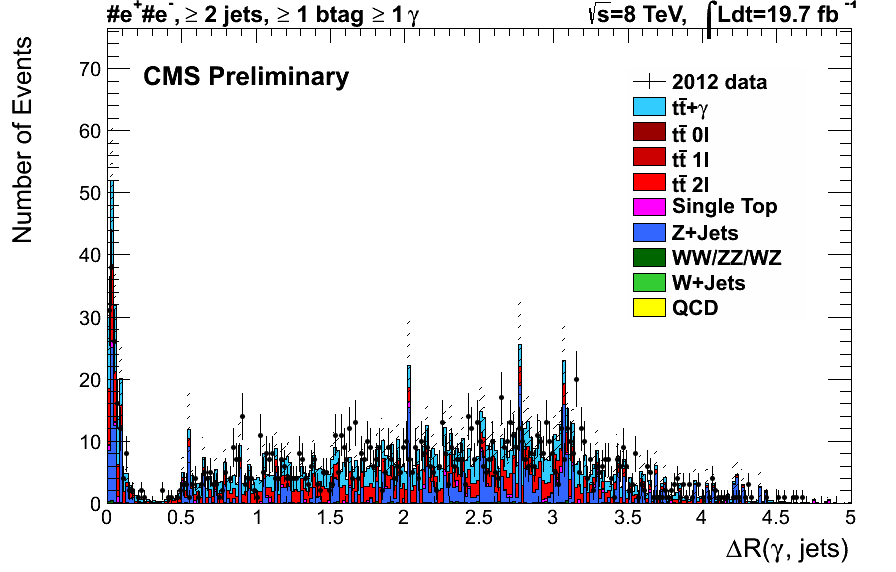 #e⁺#e⁻, ≥ 2 jets, ≥ 1 btag ≥ 1 γ
√s=8 TeV, ∫Ldt=19.7 fb⁻¹
CMS Preliminary
2012 data
tt̄+γ
tt̄ 0l
tt̄ 1l
tt̄ 2l
Single Top
Z+Jets
WW/ZZ/WZ
W+Jets
QCD
Number of Events
70
60
50
40
30
20
10
0
0 0.5 1 1.5 2 2.5 3 3.5 4 4.5 5
ΔR(γ, jets)